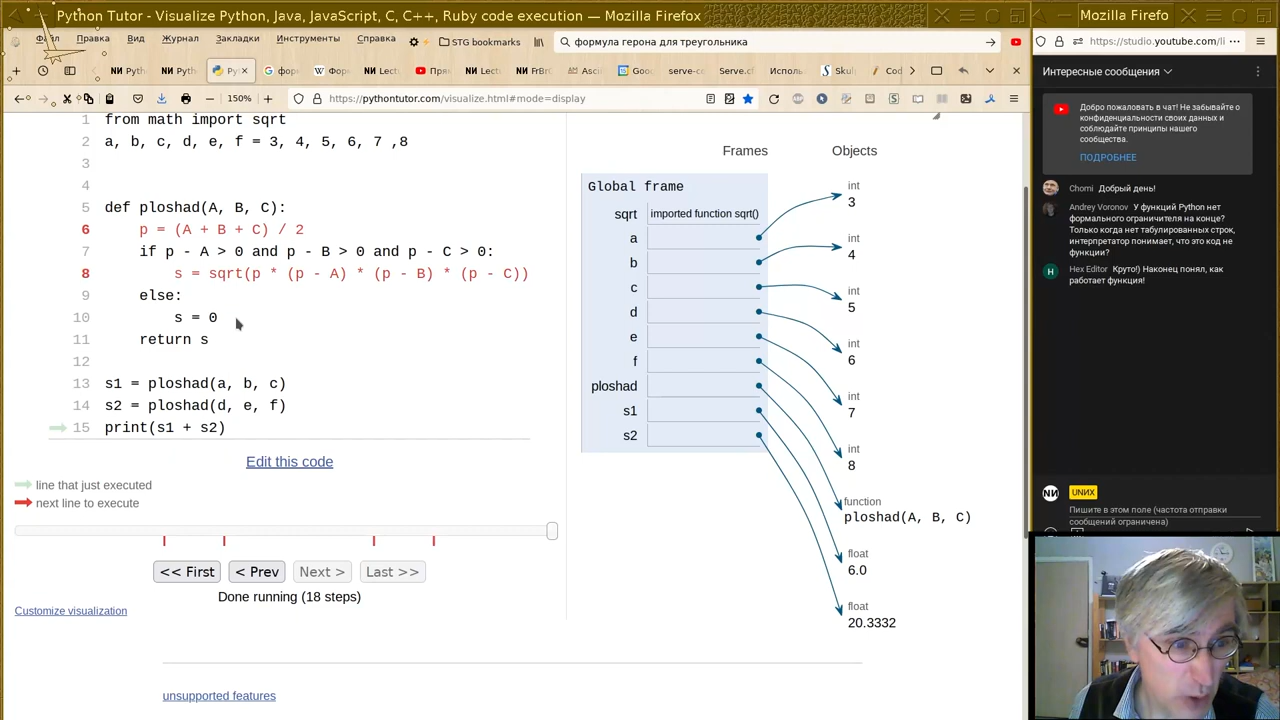 Python Tutor - Visualize Python, Java, JavaScript, C, C++, Ruby code execution — Mozilla Firefox
Mozilla Firefo
Файл Правка Вид Журнал Закладки Инструменты Справка
STG bookmarks
формула герона для треугольника
https://studio.youtube.com/li
150%
https://pythontutor.com/visualize.html#mode=display
Интересные сообщения
1 from math import sqrt
2 a, b, c, d, e, f = 3, 4, 5, 6, 7 ,8
3
4
5 def ploshad(A, B, C):
6 p = (A + B + C) / 2
7 if p - A > 0 and p - B > 0 and p - C > 0:
8 s = sqrt(p * (p - A) * (p - B) * (p - C))
9 else:
10 s = 0
11 return s
12
13 s1 = ploshad(a, b, c)
14 s2 = ploshad(d, e, f)
15 print(s1 + s2)
Edit this code
line that just executed
next line to execute
<< First
< Prev
Next >
Last >>
Done running (18 steps)
Customize visualization
unsupported features
Frames
Objects
Global frame
sqrt imported function sqrt()
a
b
c
d
e
f
ploshad
s1
s2
int
3
int
4
int
5
int
6
int
7
int
8
function
ploshad(A, B, C)
float
6.0
float
20.3332
Добро пожаловать в чат! Не забывайте о
конфиденциальности своих данных и
соблюдайте принципы нашего
сообщества.
ПОДРОБНЕЕ
Chorni Добрый день!
Andrey Voronov У функций Python нет
формального ограничителя на конце?
Только когда нет табулированных строк,
интерпретатор понимает, что это код не
функции?
Hex Editor Круто!) Наконец понял, как
работает функция!
UNИX
Пишите в этом поле (частота отправки
сообщений ограничена)